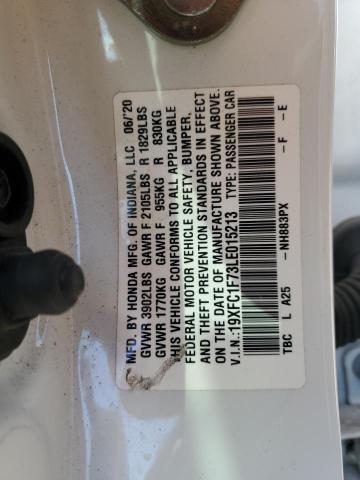 MFD. BY HONDA MFG. OF INDIANA, LLC 06/'20
GVWR 3902LBS GAWR F 2105LBS R 1829LBS
GVWR 1770KG GAWR F 955KG R 830KG
THIS VEHICLE CONFORMS TO ALL APPLICABLE
FEDERAL MOTOR VEHICLE SAFETY, BUMPER,
AND THEFT PREVENTION STANDARDS IN EFFECT
ON THE DATE OF MANUFACTURE SHOWN ABOVE.
V.I.N.:19XFC1F73LE015213 TYPE: PASSENGER CAR
TBC L A25 -NH883PX -F -E